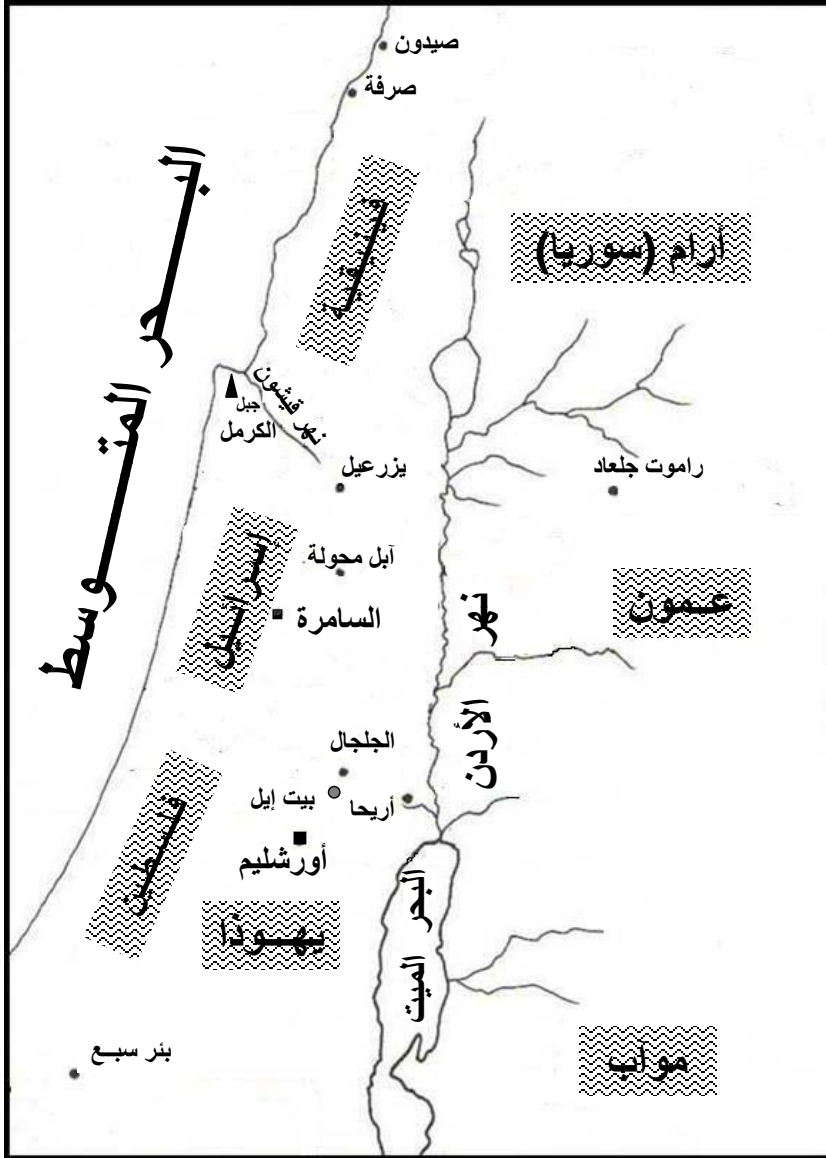 صيدون
صرفة
البحر المتوسط
فينيقية
أرام (سوريا)
نهر قيشون
جبل
الكرمل
يزرعيل
راموت جلعاد
إسرائيل
آبل محولة
السامرة
عمون
نهر
الأردن
الجلجال
بيت إيل
أريحا
أورشليم
فلسطين
يهوذا
البحر الميت
بئر سبع
موآب